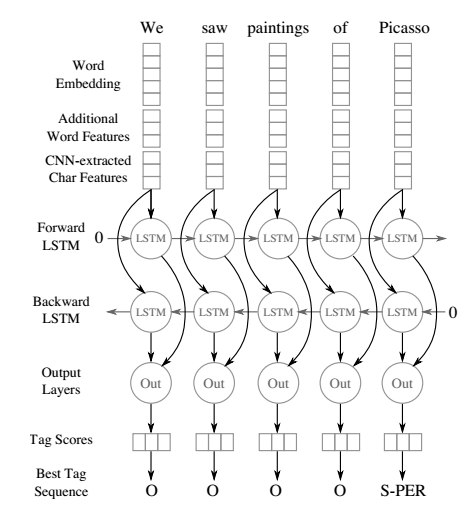 We saw paintings of Picasso
Word
Embedding
Additional
Word Features
CNN-extracted
Char Features
Forward
LSTM
0 LSTM LSTM LSTM LSTM LSTM
Backward
LSTM
LSTM LSTM LSTM LSTM LSTM 0
Output
Layers
Out Out Out Out Out
Tag Scores
Best Tag
Sequence
O O O O S-PER